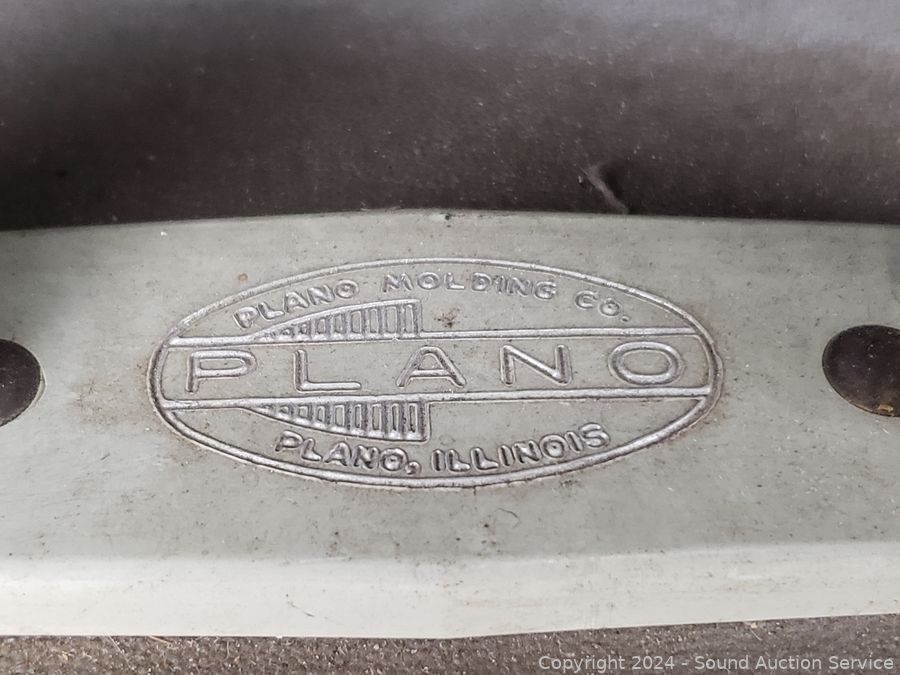 PLANO MOLDING CO.
PLANO
PLANO, ILLINOIS
Copyright © 2024 - Sound Auction Service